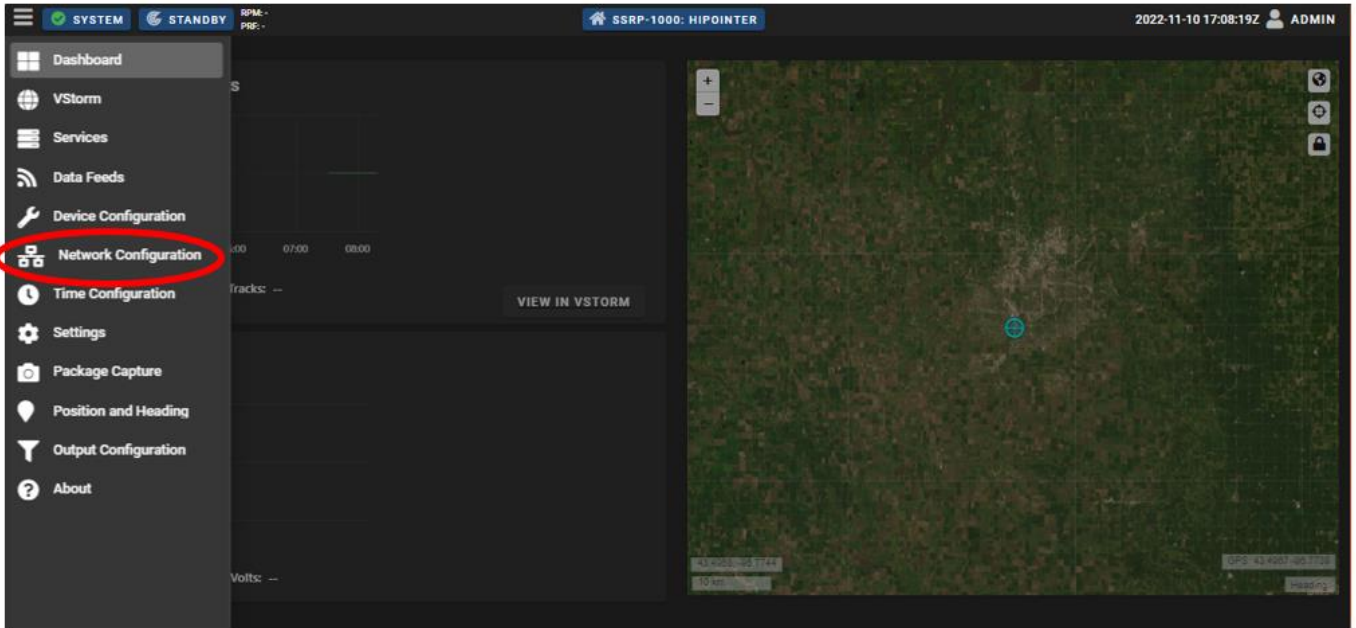 SYSTEM
STANDBY
RPM: -
PRF: -
SSRP-1000: HIPOINTER
2022-11-10 17:08:19Z
ADMIN
Dashboard
VStorm
Services
Data Feeds
Device Configuration
Network Configuration
Time Configuration
Settings
Package Capture
Position and Heading
Output Configuration
About
S
:00
07:00
08:00
Tracks: --
VIEW IN VSTORM
Volts: --
+
−
10 km
Heading